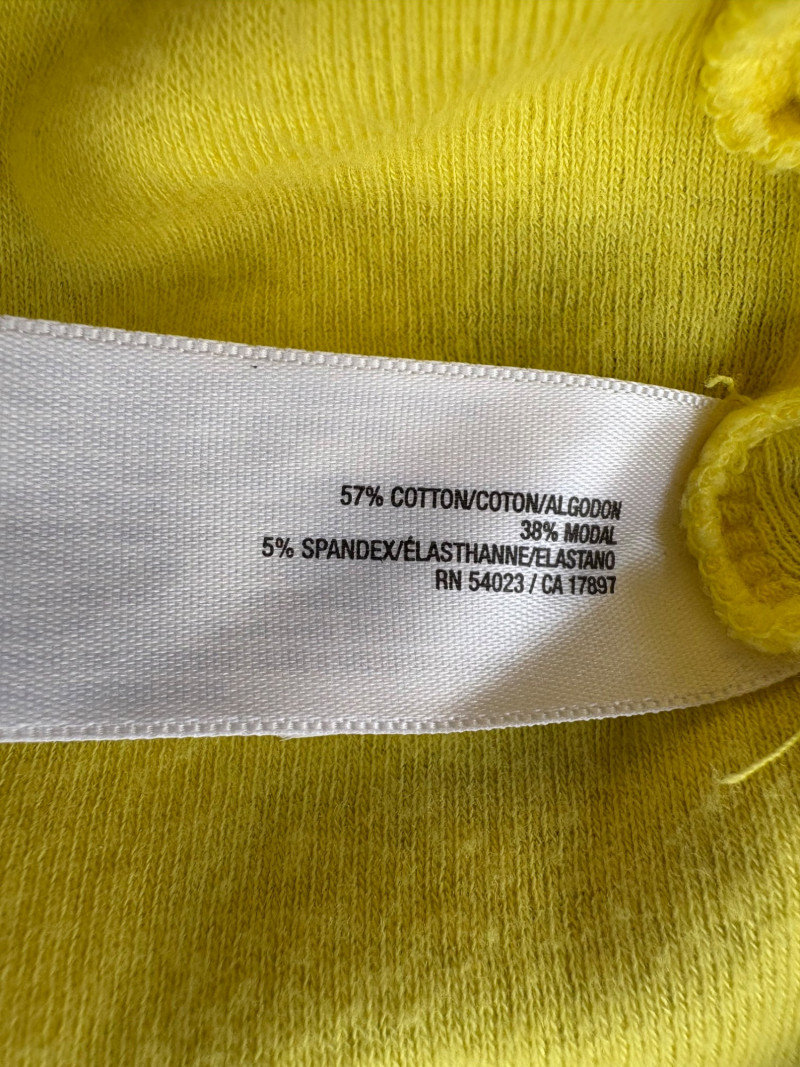 57% COTTON/COTON/ALGODON
38% MODAL
5% SPANDEX/ÉLASTHANNE/ELASTANO
RN 54023 / CA 17897